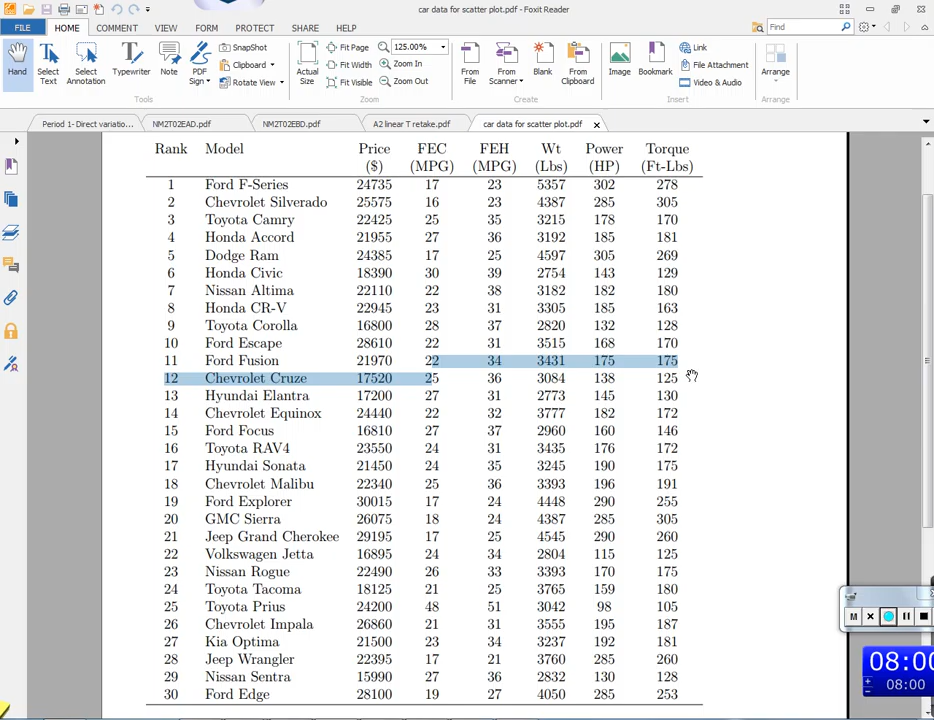 car data for scatter plot.pdf - Foxit Reader
FILE HOME COMMENT VIEW FORM PROTECT SHARE HELP
Find
Hand
Select Text
Select Annotation
Typewriter
Note
PDF Sign
SnapShot
Clipboard
Rotate View
Tools
Actual Size
Fit Page
Fit Width
Fit Visible
125.00%
Zoom In
Zoom Out
Zoom
From File
From Scanner
Blank
From Clipboard
Create
Image
Bookmark
Link
File Attachment
Video & Audio
Insert
Arrange
Arrange
Period 1- Direct variatio... NM2T02EAD.pdf NM2T02EBD.pdf A2 linear T retake.pdf car data for scatter plot.pdf
Rank Model Price FEC FEH Wt Power Torque
($) (MPG) (MPG) (Lbs) (HP) (Ft-Lbs)
1 Ford F-Series 24735 17 23 5357 302 278
2 Chevrolet Silverado 25575 16 23 4387 285 305
3 Toyota Camry 22425 25 35 3215 178 170
4 Honda Accord 21955 27 36 3192 185 181
5 Dodge Ram 24385 17 25 4597 305 269
6 Honda Civic 18390 30 39 2754 143 129
7 Nissan Altima 22110 22 38 3182 182 180
8 Honda CR-V 22945 23 31 3305 185 163
9 Toyota Corolla 16800 28 37 2820 132 128
10 Ford Escape 28610 22 31 3515 168 170
11 Ford Fusion 21970 22 34 3431 175 175
12 Chevrolet Cruze 17520 25 36 3084 138 125
13 Hyundai Elantra 17200 27 31 2773 145 130
14 Chevrolet Equinox 24440 22 32 3777 182 172
15 Ford Focus 16810 27 37 2960 160 146
16 Toyota RAV4 23550 24 31 3435 176 172
17 Hyundai Sonata 21450 24 35 3245 190 175
18 Chevrolet Malibu 22340 25 36 3393 196 191
19 Ford Explorer 30015 17 24 4448 290 255
20 GMC Sierra 26075 18 24 4387 285 305
21 Jeep Grand Cherokee 29195 17 25 4545 290 260
22 Volkswagen Jetta 16895 24 34 2804 115 125
23 Nissan Rogue 22490 26 33 3393 170 175
24 Toyota Tacoma 18125 21 25 3765 159 180
25 Toyota Prius 24200 48 51 3042 98 105
26 Chevrolet Impala 26860 21 31 3555 195 187
27 Kia Optima 21500 23 34 3237 192 181
28 Jeep Wrangler 22395 17 21 3760 285 260
29 Nissan Sentra 15990 27 36 2832 130 128
30 Ford Edge 28100 19 27 4050 285 253
M
08:00
08:00